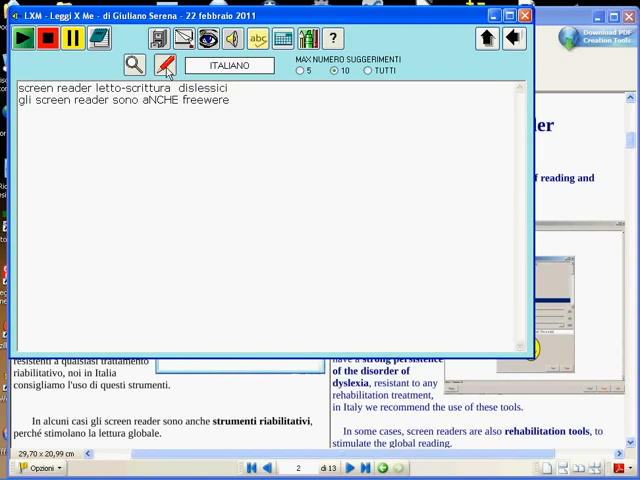 LXM - Leggi X Me - di Giuliano Serena - 22 febbraio 2011
Download PDF
Creation Tools
abc
?
ITALIANO
MAX NUMERO SUGGERIMENTI
5 10 TUTTI
screen reader letto-scrittura dislessici
gli screen reader sono aNCHE freewere
der
f reading and
resistenti a qualsiasi trattamento
riabilitativo, noi in Italia
consigliamo l'uso di questi strumenti.
In alcuni casi gli screen reader sono anche strumenti riabilitativi,
perché stimolano la lettura globale.
have a strong persistence
of the disorder of
dyslexia, resistant to any
rehabilitation treatment,
in Italy we recommend the use of these tools.
In some cases, screen readers are also rehabilitation tools, to
stimulate the global reading.
29,70 x 20,99 cm
Opzioni
2 di 13